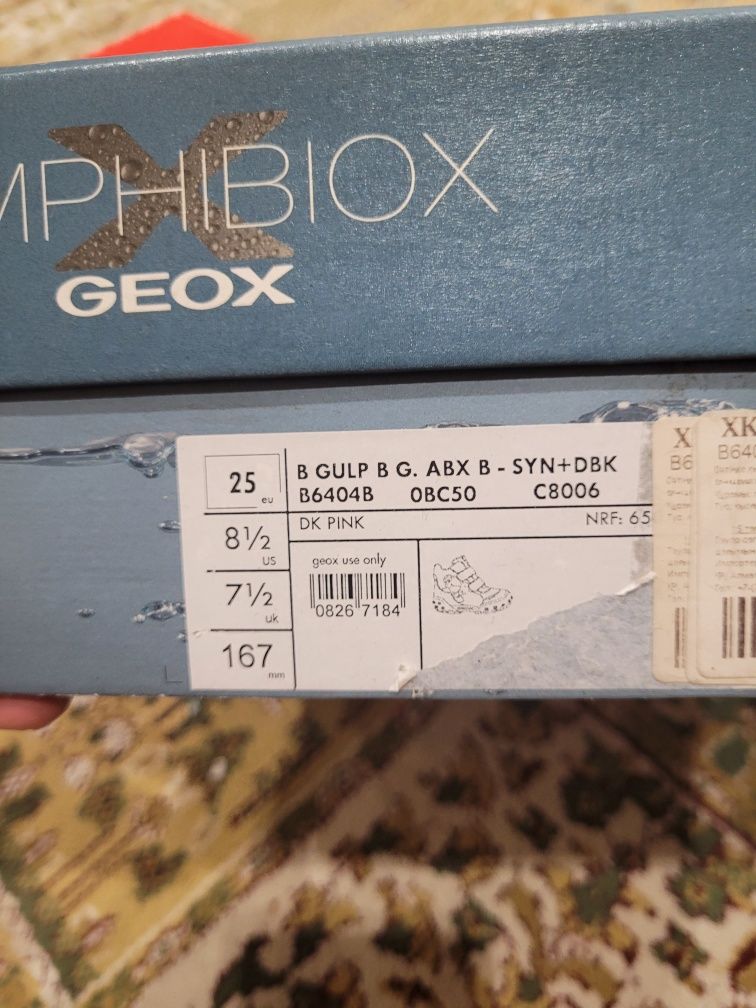 MPHIBIOX
GEOX
25 eu
8½ US
7½ uk
167 mm
B GULP B G. ABX B - SYN+DBK
B6404B 0BC50 C8006
DK PINK NRF: 65
geox use only
0826 7184
X
B6
XK
B640